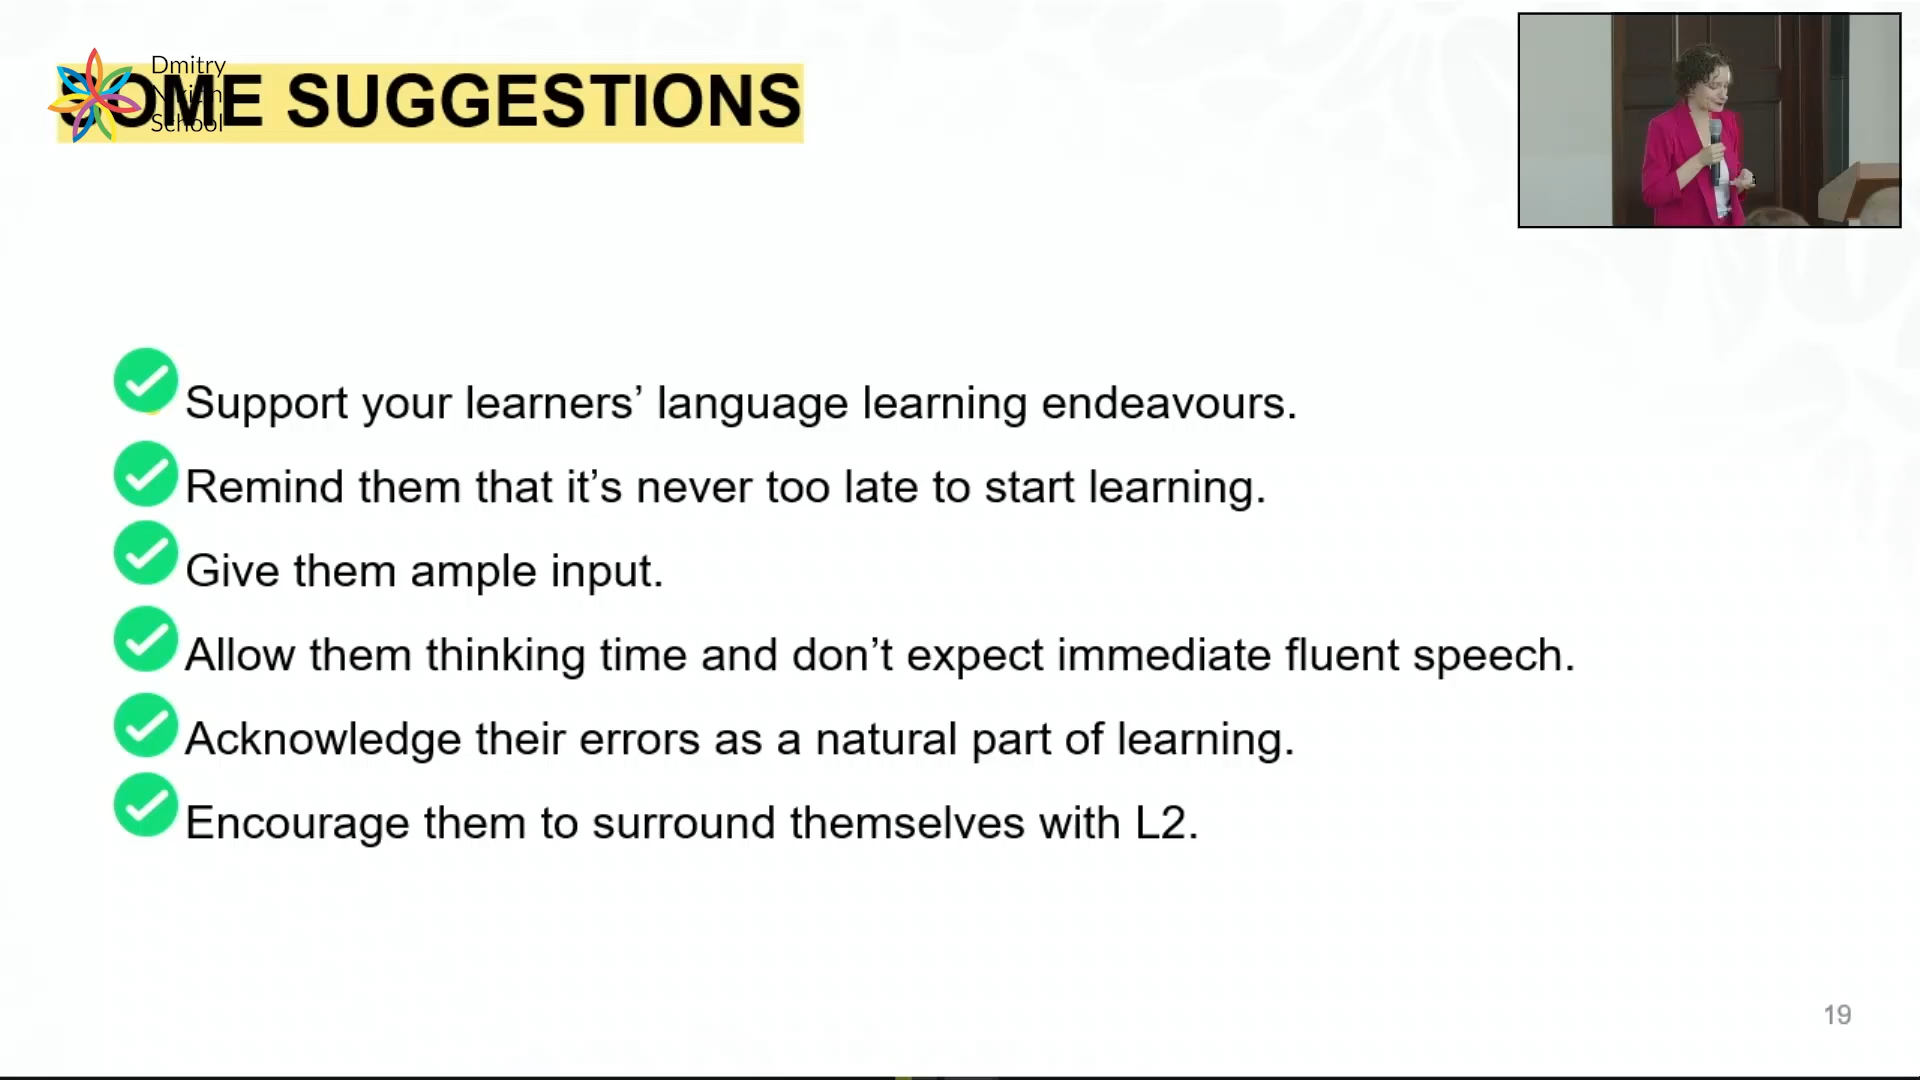 Dmitry
School
SOME SUGGESTIONS
Support your learners’ language learning endeavours.
Remind them that it’s never too late to start learning.
Give them ample input.
Allow them thinking time and don’t expect immediate fluent speech.
Acknowledge their errors as a natural part of learning.
Encourage them to surround themselves with L2.
19